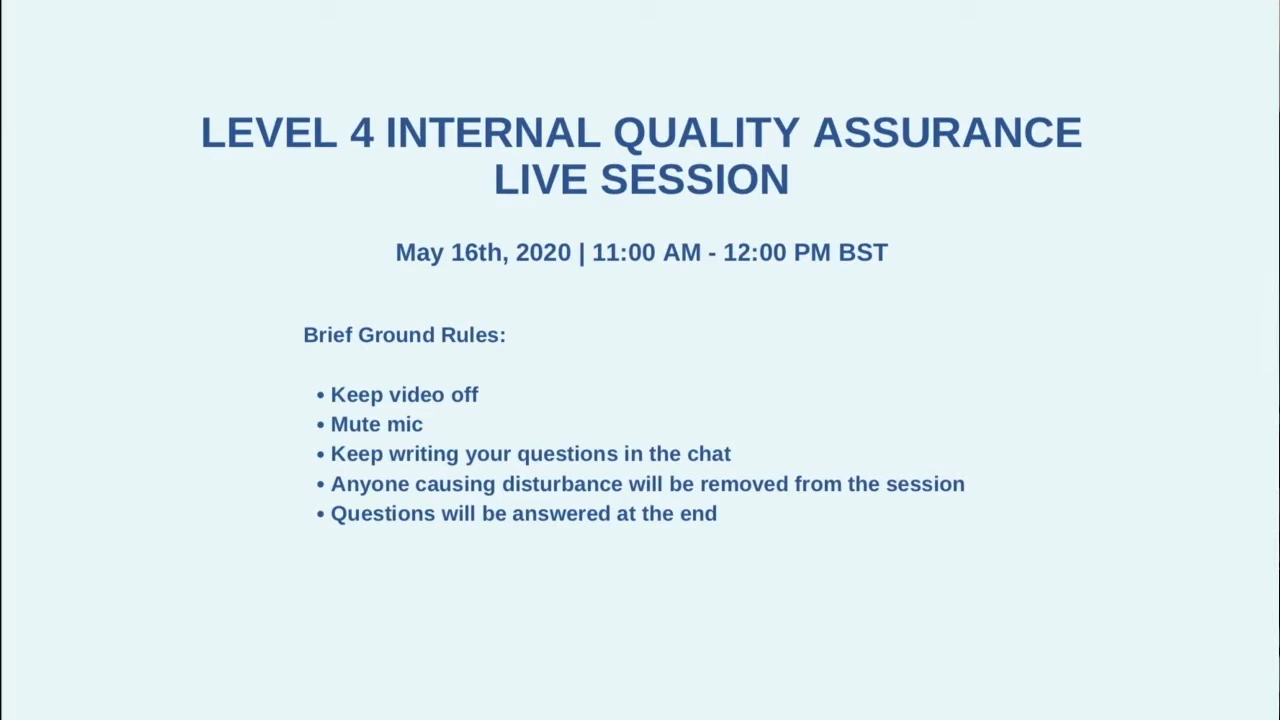 LEVEL 4 INTERNAL QUALITY ASSURANCE
LIVE SESSION
May 16th, 2020 | 11:00 AM - 12:00 PM BST
Brief Ground Rules:
• Keep video off
• Mute mic
• Keep writing your questions in the chat
• Anyone causing disturbance will be removed from the session
• Questions will be answered at the end